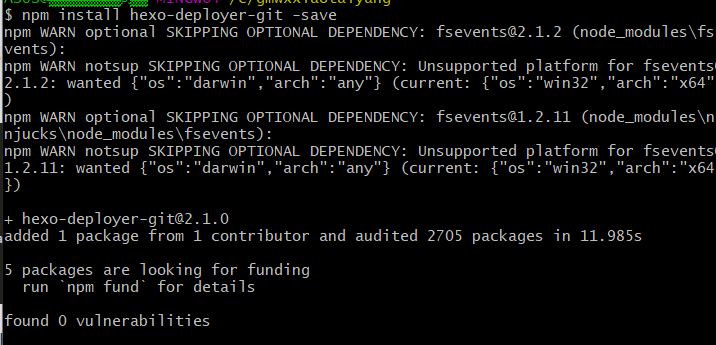 MINGW64
$ npm install hexo-deployer-git -save
npm WARN optional SKIPPING OPTIONAL DEPENDENCY: fsevents@2.1.2 (node_modules\fs
vents):
npm WARN notsup SKIPPING OPTIONAL DEPENDENCY: Unsupported platform for fsevents
2.1.2: wanted {"os":"darwin","arch":"any"} (current: {"os":"win32","arch":"x64"
)
npm WARN optional SKIPPING OPTIONAL DEPENDENCY: fsevents@1.2.11 (node_modules\n
njucks\node_modules\fsevents):
npm WARN notsup SKIPPING OPTIONAL DEPENDENCY: Unsupported platform for fsevents
1.2.11: wanted {"os":"darwin","arch":"any"} (current: {"os":"win32","arch":"x64
})
+ hexo-deployer-git@2.1.0
added 1 package from 1 contributor and audited 2705 packages in 11.985s
5 packages are looking for funding
run `npm fund` for details
found 0 vulnerabilities